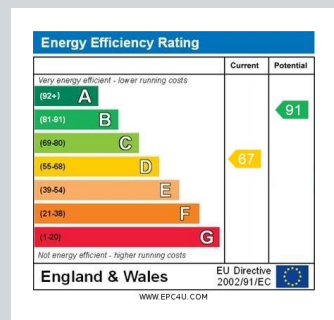 Energy Efficiency Rating
Current Potential
Very energy efficient - lower running costs
(92+) A
(81-91) B
91
(69-80) C
(55-68) D
67
(39-54) E
(21-38) F
(1-20) G
Not energy efficient - higher running costs
England & Wales
EU Directive
2002/91/EC
WWW.EPC4U.COM